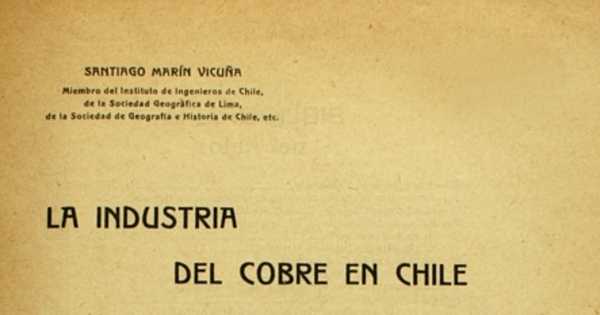 SANTIAGO MARÍN VICUÑA
Miembro del Instituto de Ingenieros de Chile,
de la Sociedad Geográfica de Lima,
de la Sociedad de Geografía e Historia de Chile, etc.
LA INDUSTRIA
DEL COBRE EN CHILE